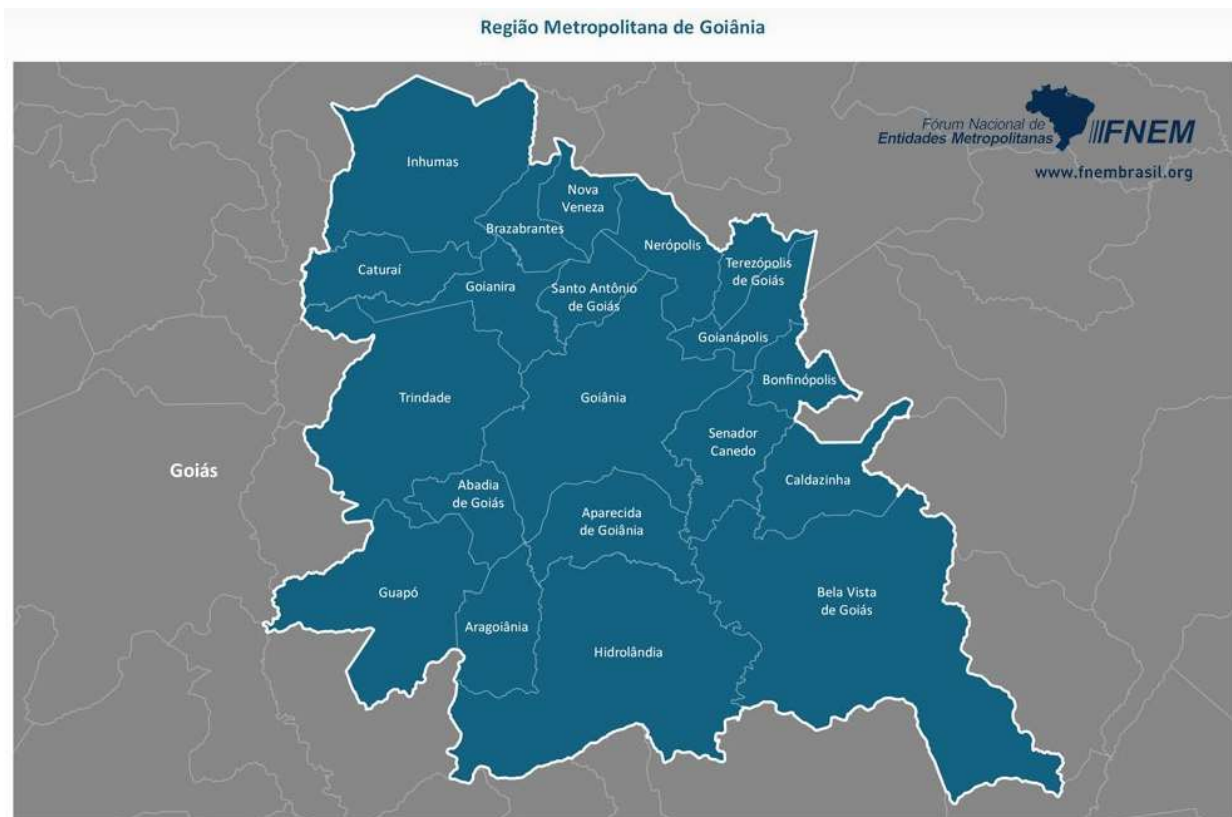 Região Metropolitana de Goiânia
Fórum Nacional de
Entidades Metropolitanas
FNEM
www.fnembrasil.org
Inhumas
Nova
Veneza
Brazabrantes
Nerópolis
Terezópolis
de Goiás
Caturaí
Goianira
Santo Antônio
de Goiás
Goianápolis
Bonfinópolis
Trindade
Goiânia
Senador
Canedo
Goiás
Abadia
de Goiás
Caldazinha
Aparecida
de Goiânia
Guapó
Bela Vista
de Goiás
Aragoiânia
Hidrolândia